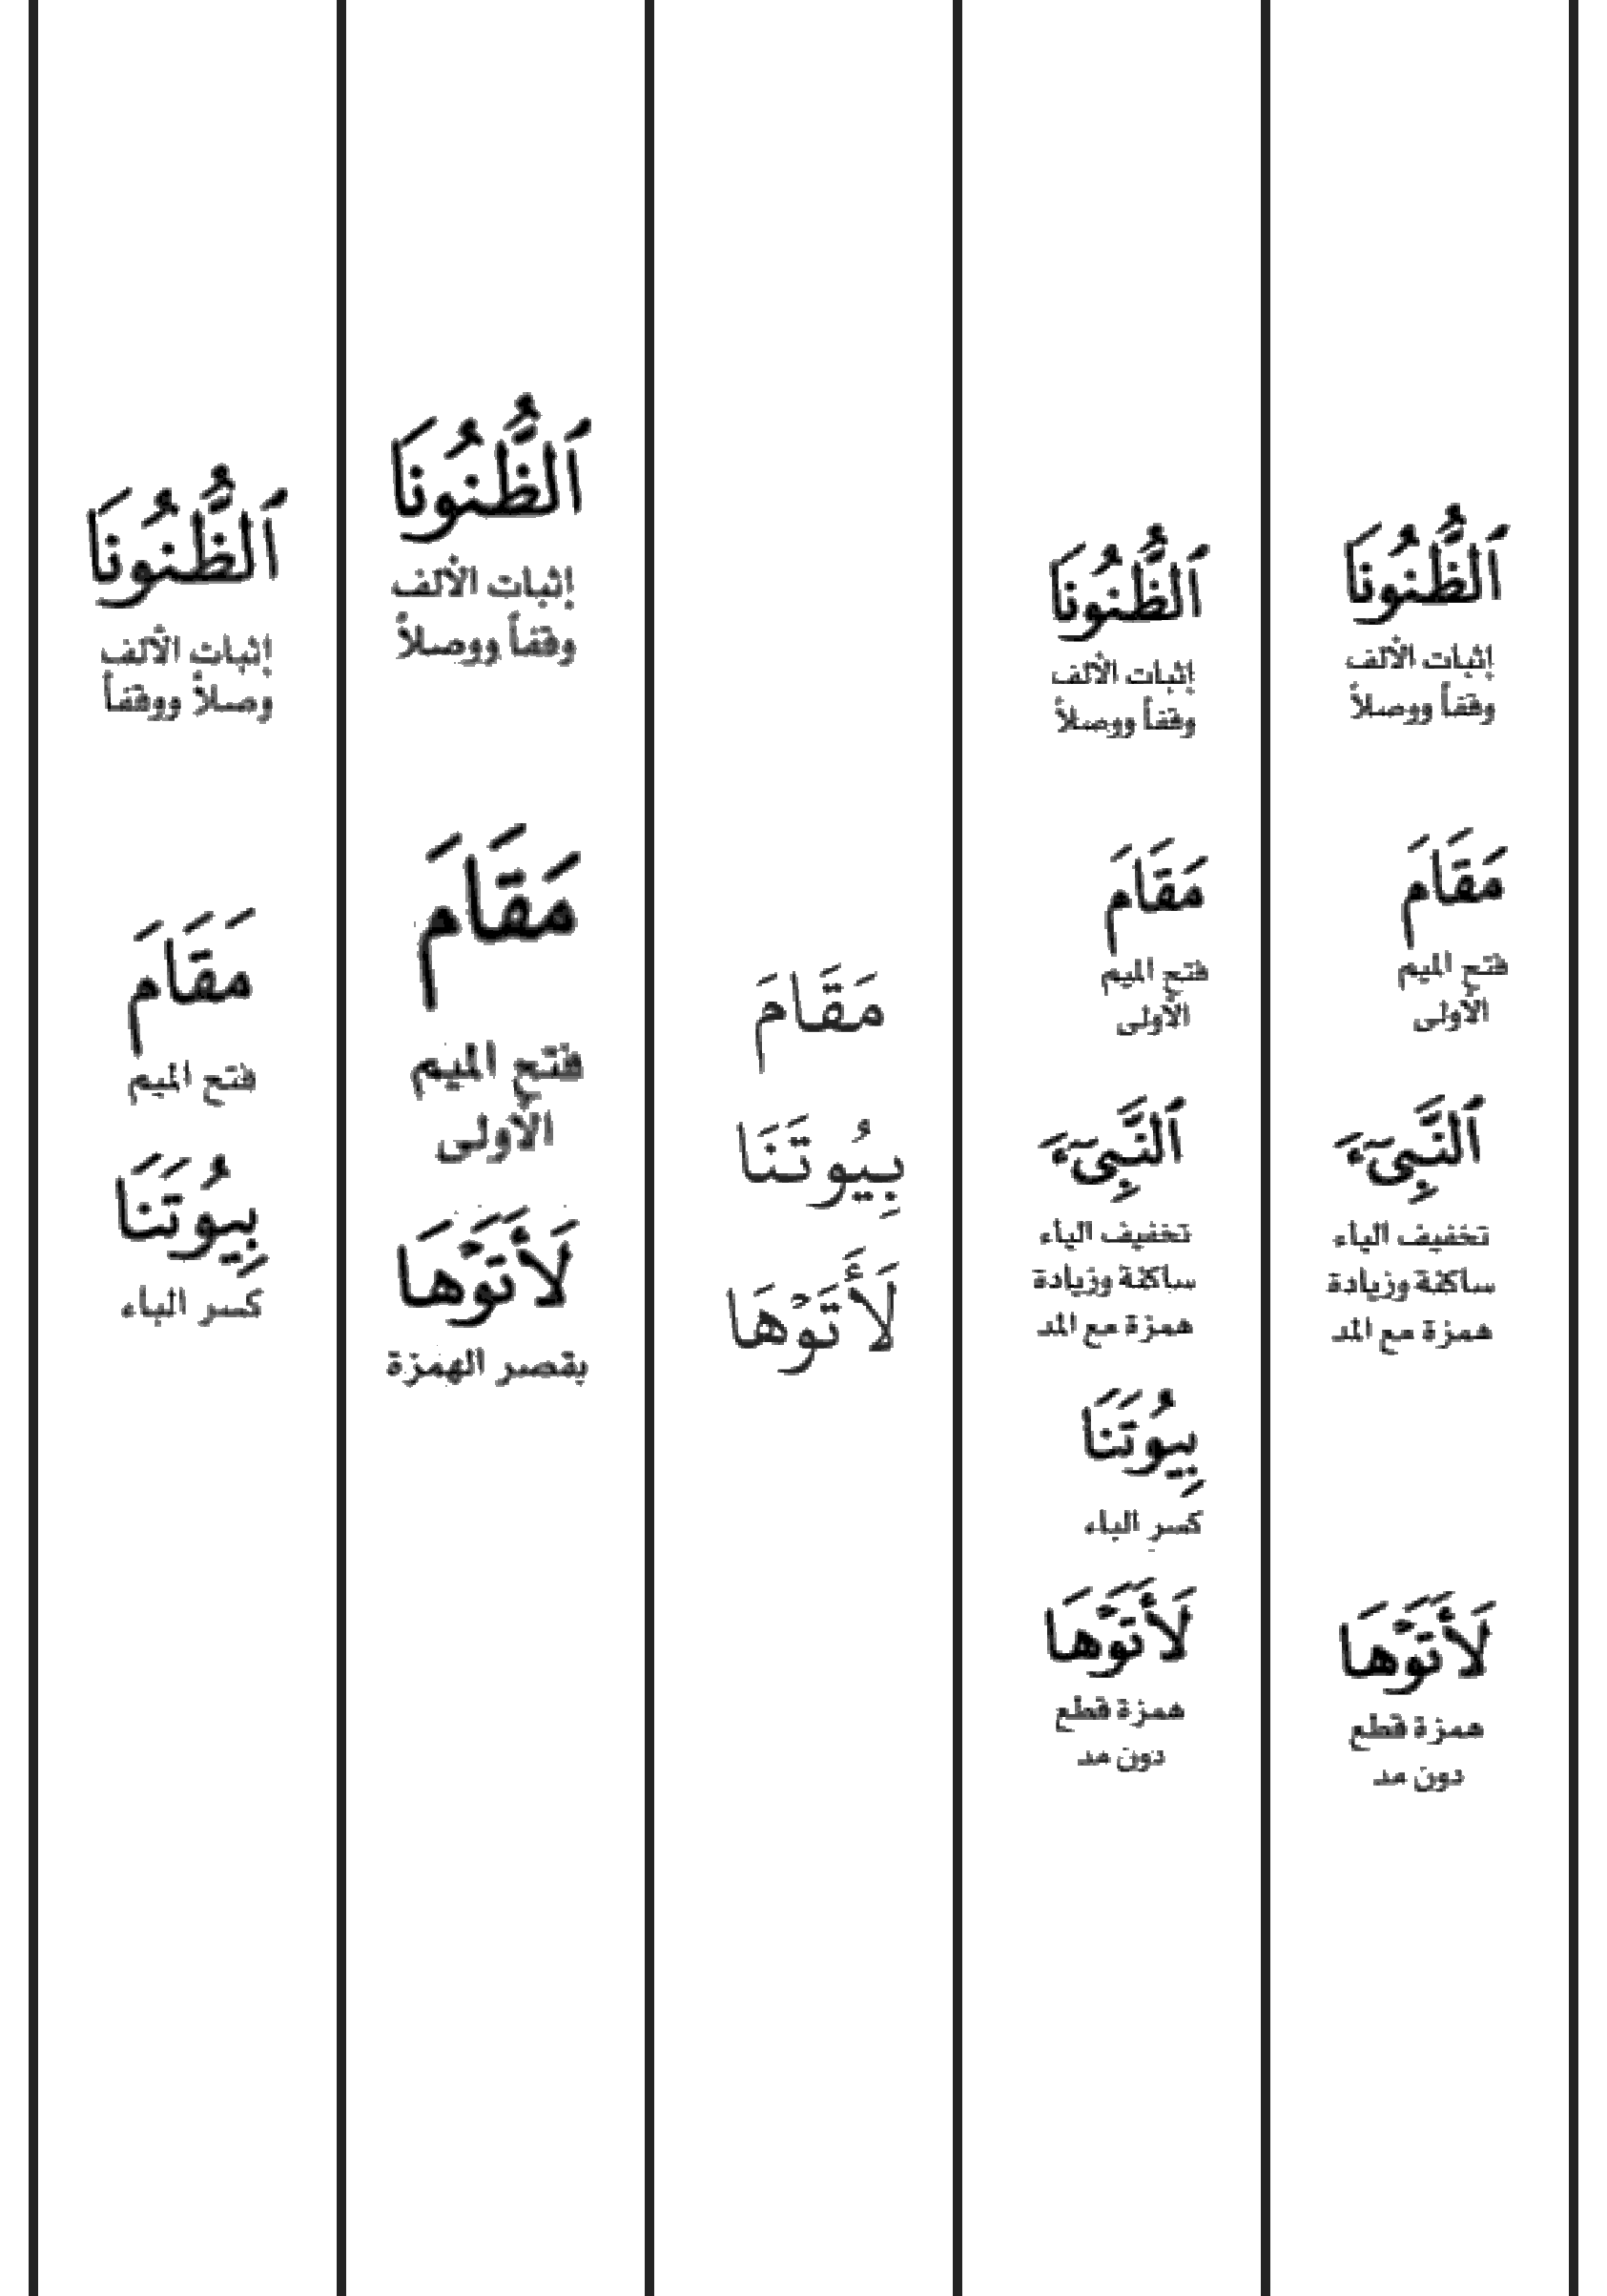 ٱلظُّنُونَا
إثبات الألف
وقفاً ووصلاً
مَقَامَ
فتح الميم
الأولى
ٱلنَّبِىٓءَ
تخفيف الياء
ساكنة وزيادة
همزة مع المد
لَأَتَوْهَا
همزة قطع
دون مد
ٱلظُّنُونَا
إثبات الألف
وقفاً ووصلاً
مَقَامَ
فتح الميم
الأولى
ٱلنَّبِىٓءَ
تخفيف الياء
ساكنة وزيادة
همزة مع المد
بِيُوتَنَا
كسر الباء
لَأَتَوْهَا
همزة قطع
دون مد
مَقَامَ
بِيُوتَنَا
لَأَتَوْهَا
ٱلظُّنُونَا
إثبات الألف
وقفاً ووصلاً
مَقَامَ
فتح الميم
الأولى
لَأَتَوْهَا
بقصر الهمزة
ٱلظُّنُونَا
إثبات الألف
وصلاً ووقفاً
مَقَامَ
فتح الميم
بِيُوتَنَا
كسر الباء